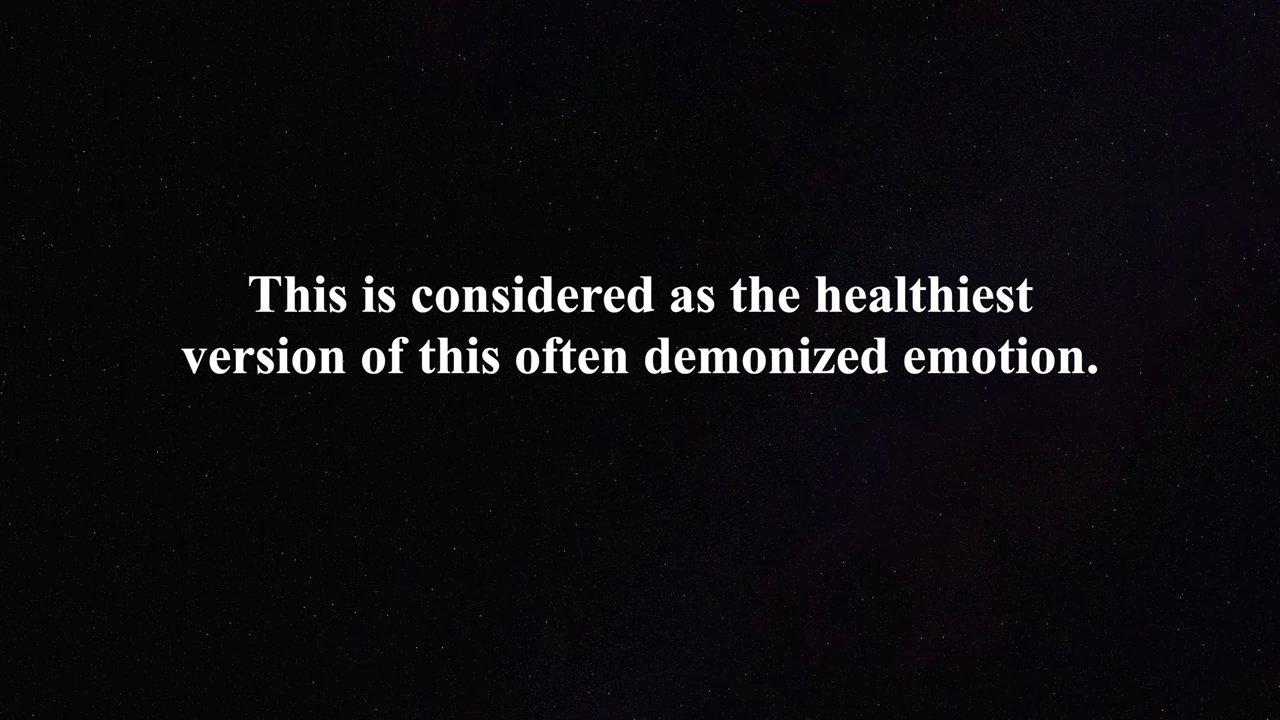 This is considered as the healthiest
version of this often demonized emotion.